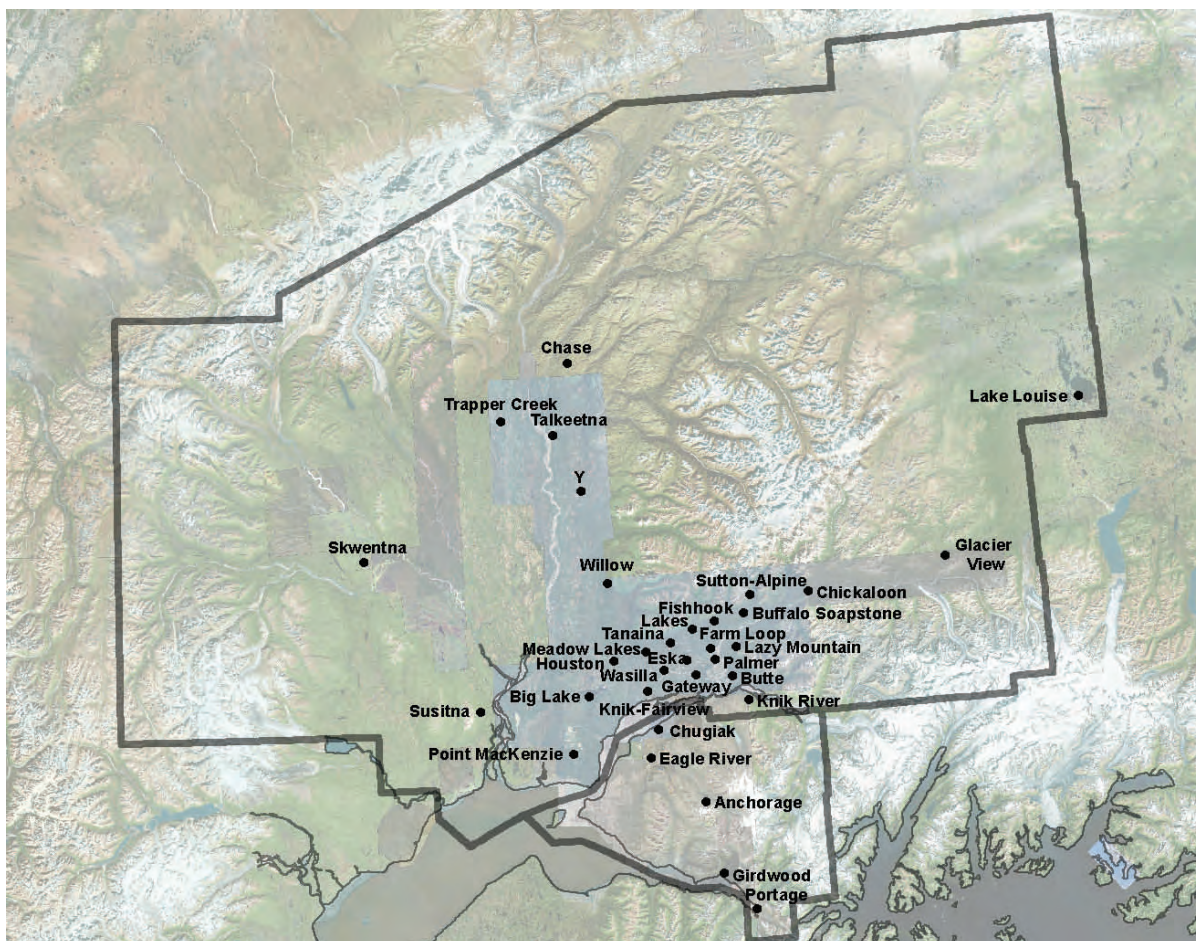 Chase
Lake Louise
Trapper Creek
Talkeetna
Y
Skwentna
Glacier
View
Willow
Sutton-Alpine
Chickaloon
Fishhook
Buffalo Soapstone
Lakes
Tanaina
Farm Loop
Meadow Lakes
Lazy Mountain
Houston
Eska
Palmer
Wasilla
Butte
Gateway
Big Lake
Knik River
Knik-Fairview
Susitna
Chugiak
Point MacKenzie
Eagle River
Anchorage
Girdwood
Portage